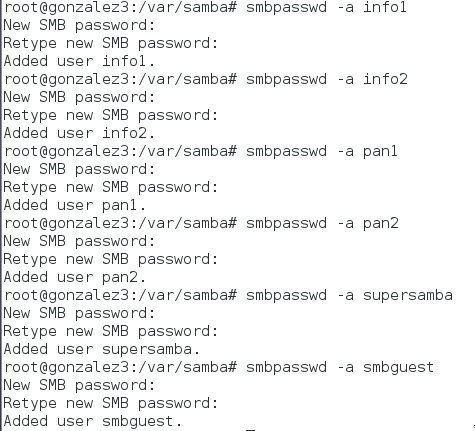 root@gonzalez3:/var/samba# smbpasswd -a info1
New SMB password:
Retype new SMB password:
Added user info1.
root@gonzalez3:/var/samba# smbpasswd -a info2
New SMB password:
Retype new SMB password:
Added user info2.
root@gonzalez3:/var/samba# smbpasswd -a pan1
New SMB password:
Retype new SMB password:
Added user pan1.
root@gonzalez3:/var/samba# smbpasswd -a pan2
New SMB password:
Retype new SMB password:
Added user pan2.
root@gonzalez3:/var/samba# smbpasswd -a supersamba
New SMB password:
Retype new SMB password:
Added user supersamba.
root@gonzalez3:/var/samba# smbpasswd -a smbguest
New SMB password:
Retype new SMB password:
Added user smbguest.